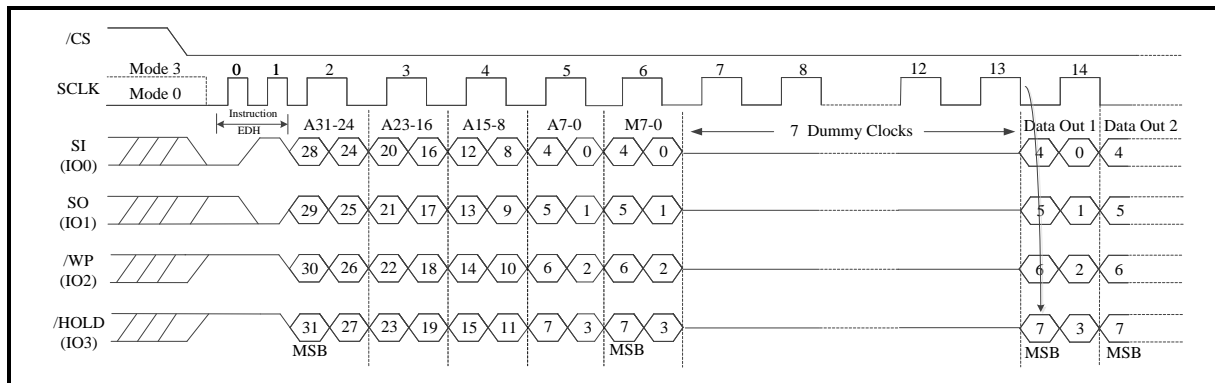 /CS
Mode 3
SCLK
Mode 0
0 1 2 3 4 5 6 7 8 12 13 14
Instruction
EDH
A31-24 A23-16 A15-8 A7-0 M7-0
7 Dummy Clocks
Data Out 1 Data Out 2
SI
(IO0)
28 24 20 16 12 8 4 0 4 0 4 0 4
SO
(IO1)
29 25 21 17 13 9 5 1 5 1 5 1 5
/WP
(IO2)
30 26 22 18 14 10 6 2 6 2 6 2 6
/HOLD
(IO3)
31 27 23 19 15 11 7 3 7 3 7 3 7
MSB MSB MSB MSB